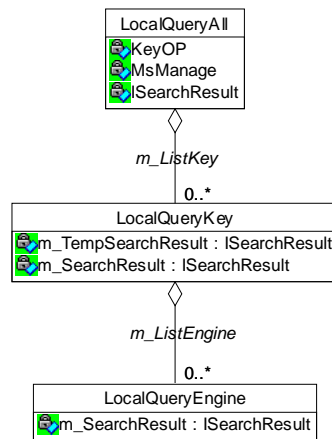 LocalQueryAll
KeyOP
MsManage
ISearchResult
m_ListKey
0..*
LocalQueryKey
m_TempSearchResult : ISearchResult
m_SearchResult : ISearchResult
m_ListEngine
0..*
LocalQueryEngine
m_SearchResult : ISearchResult